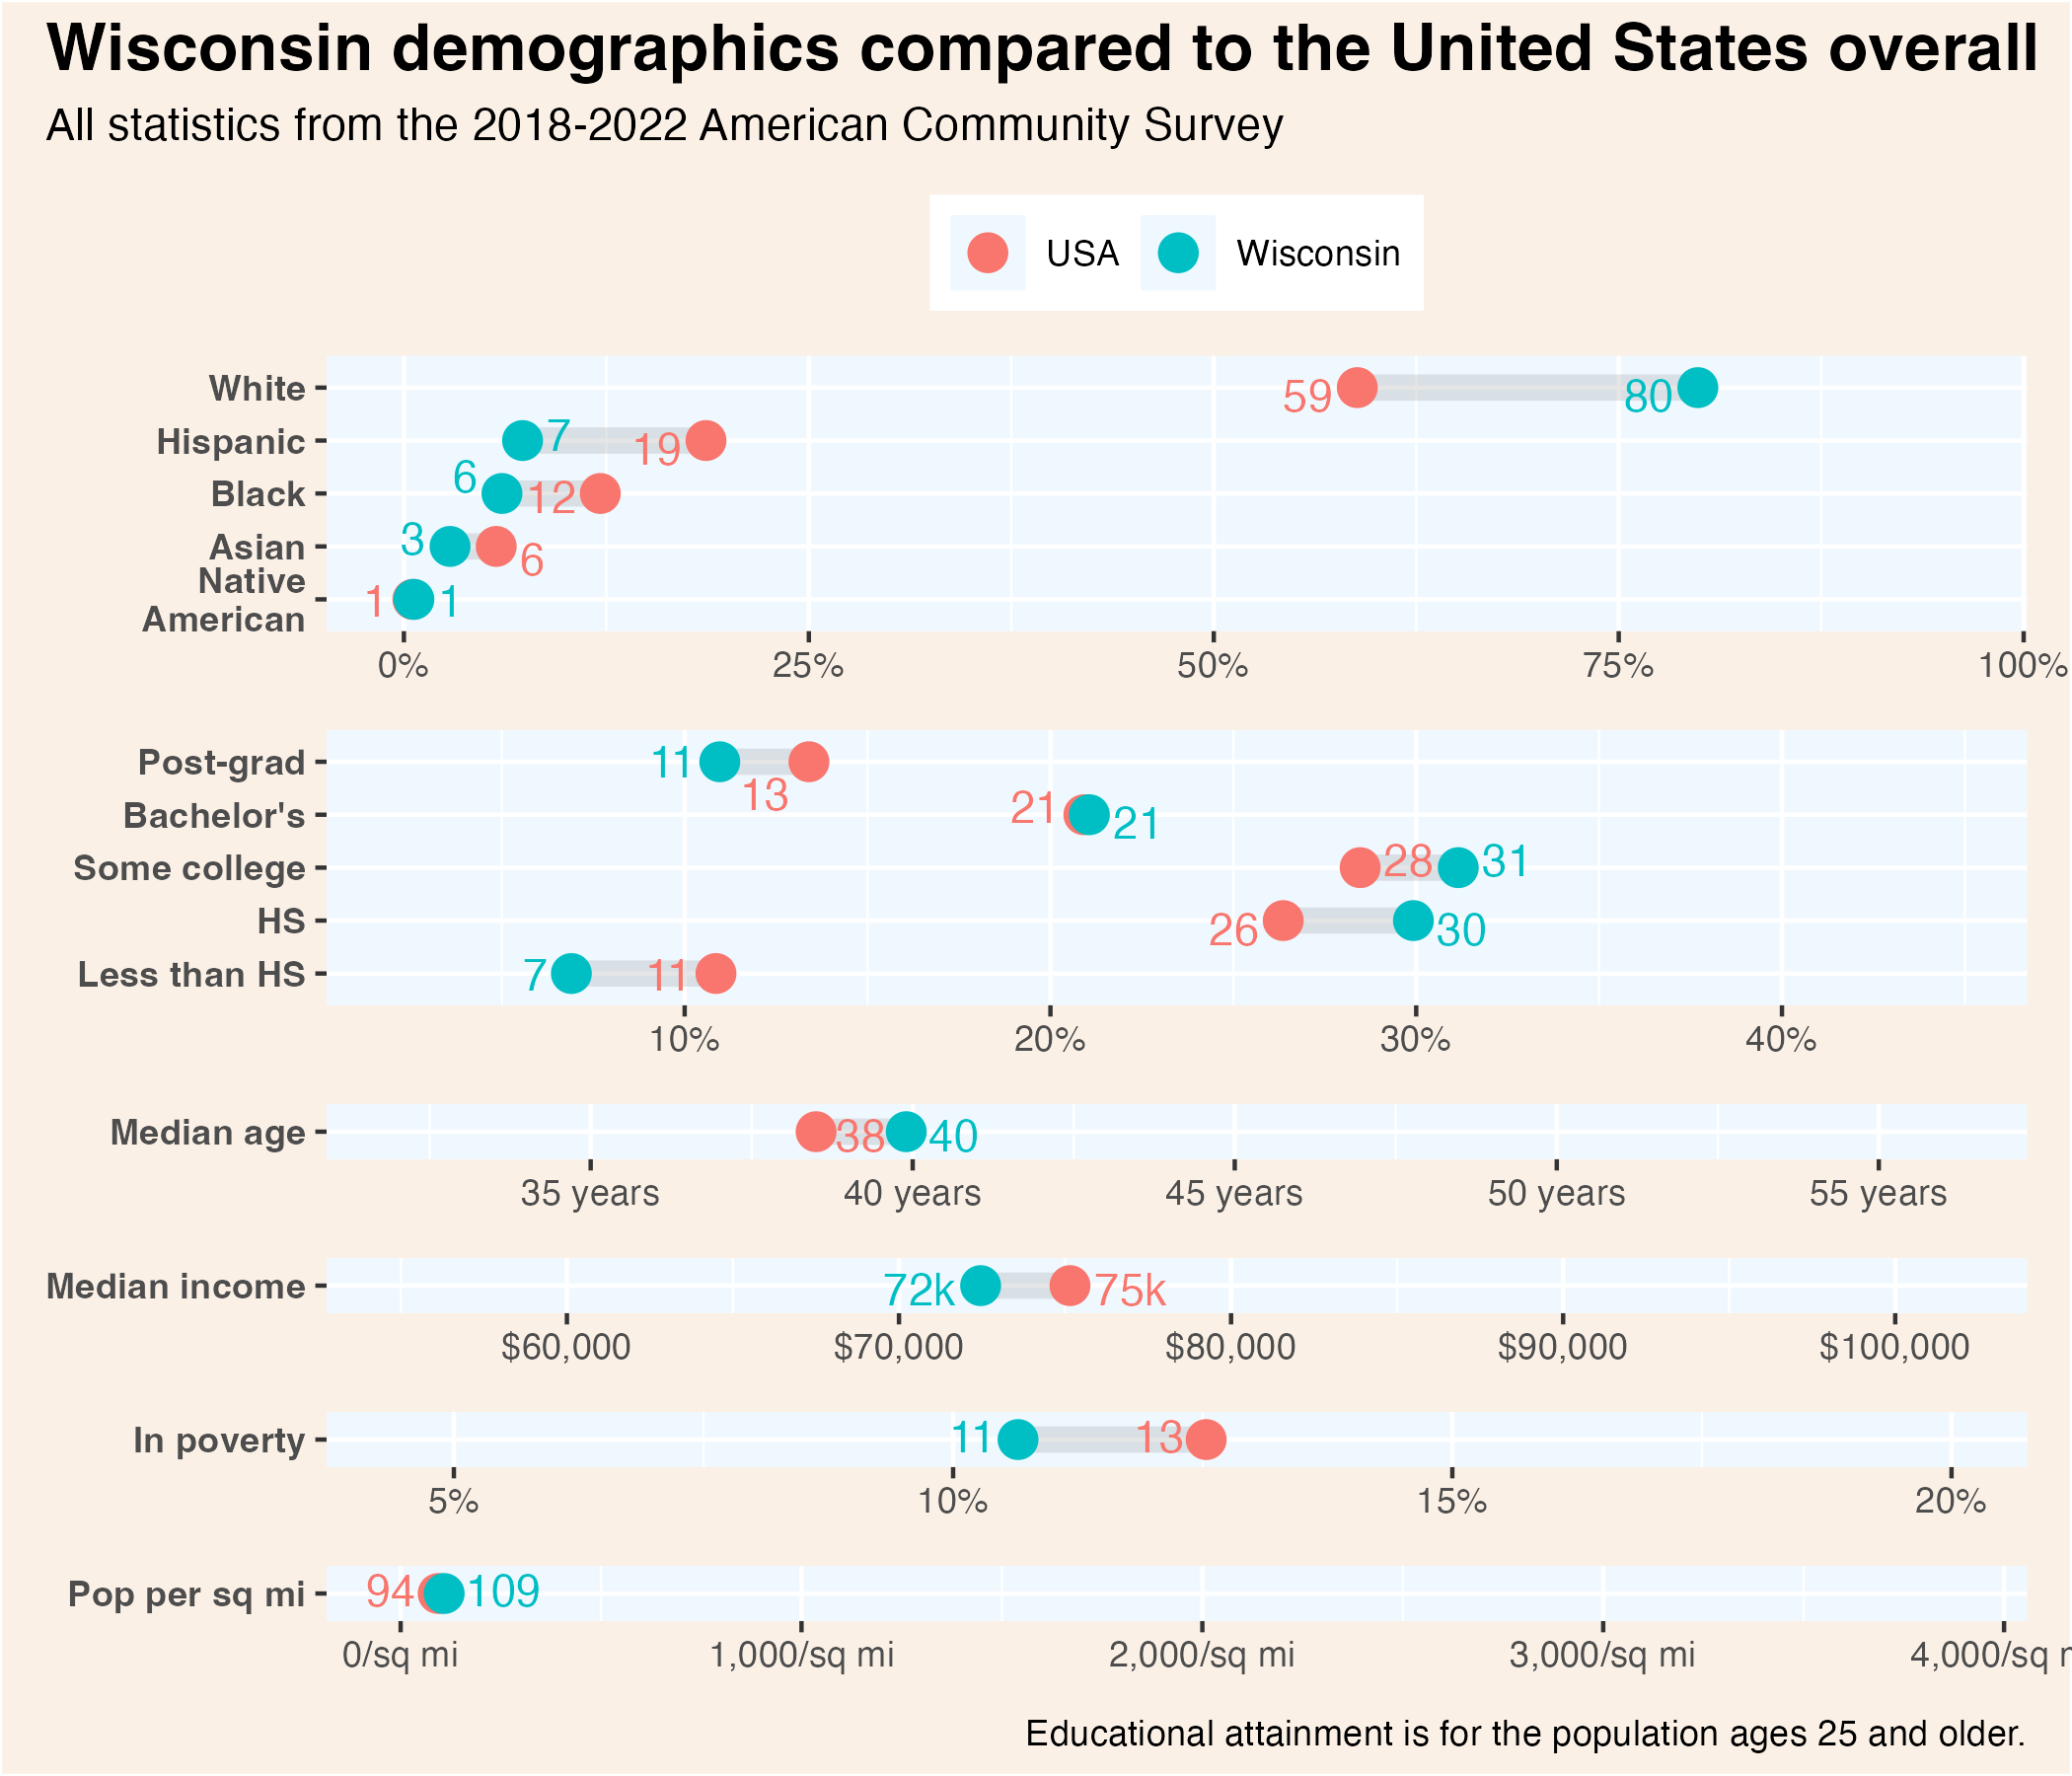 Wisconsin demographics compared to the United States overall
All statistics from the 2018-2022 American Community Survey
USA Wisconsin
White 59 80
Hispanic 7 19
Black 6 12
Asian 3 6
Native
American 1 1
0% 25% 50% 75% 100%
Post-grad 11 13
Bachelor's 21 21
Some college 28 31
HS 26 30
Less than HS 7 11
10% 20% 30% 40%
Median age 38 40
35 years 40 years 45 years 50 years 55 years
Median income 72k 75k
$60,000 $70,000 $80,000 $90,000 $100,000
In poverty 11 13
5% 10% 15% 20%
Pop per sq mi 94 109
0/sq mi 1,000/sq mi 2,000/sq mi 3,000/sq mi 4,000/sq
Educational attainment is for the population ages 25 and older.